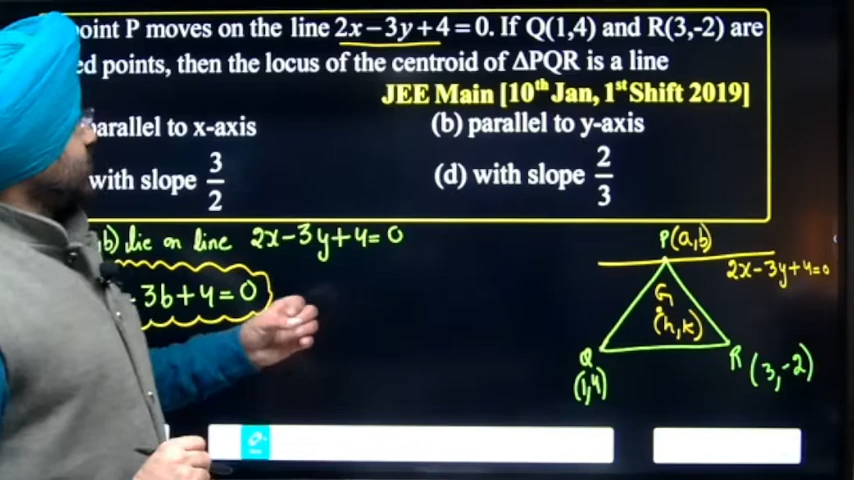 oint P moves on the line 2x−3y+4=0. If Q(1,4) and R(3,-2) are
ed points, then the locus of the centroid of ΔPQR is a line
JEE Main [10th Jan, 1st Shift 2019]
parallel to x-axis (b) parallel to y-axis
with slope 3/2 (d) with slope 2/3
,b) lie on line 2x-3y+4=0
- 3b+4=0
P(a,b)
2x-3y+4=0
G
(h,k)
Q
(1,4)
R (3,-2)